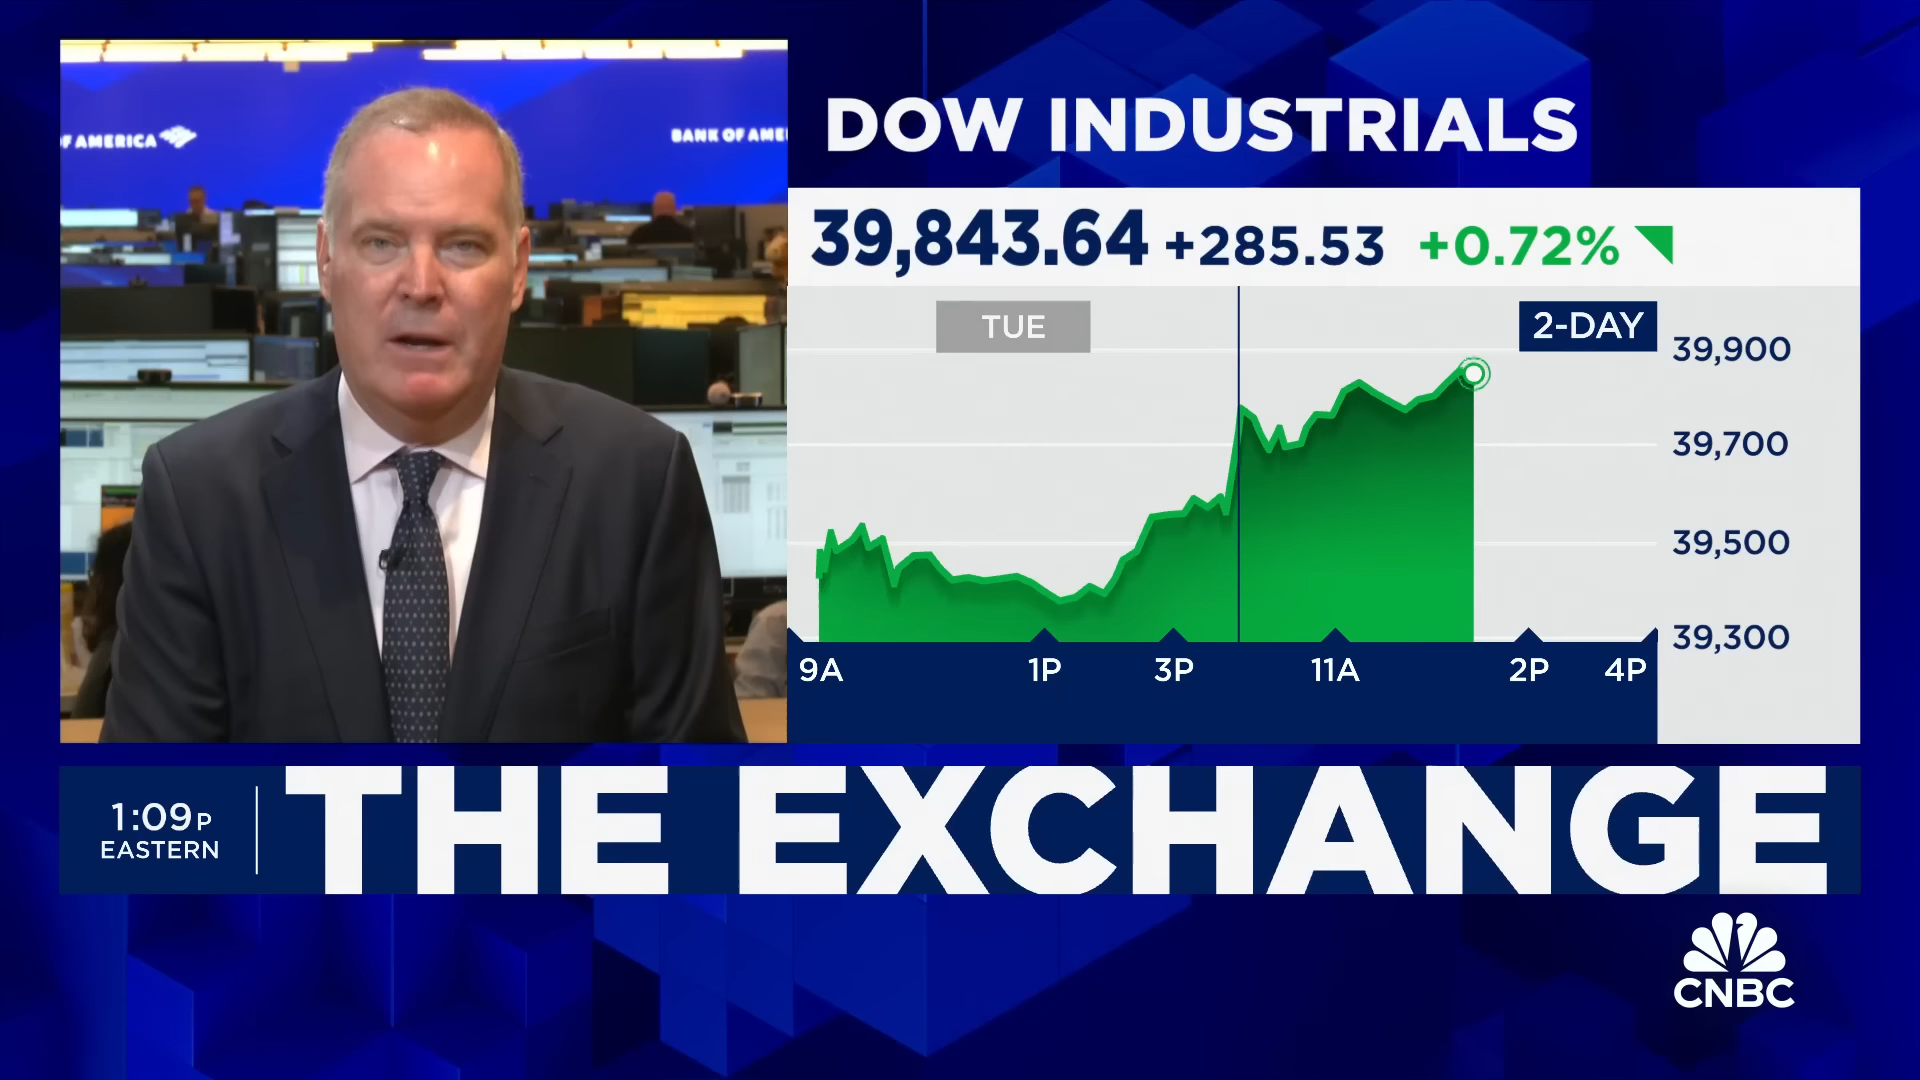 F AMERICA
BANK OF AME
DOW INDUSTRIALS
39,843.64 +285.53 +0.72%
TUE
2-DAY
39,900
39,700
39,500
39,300
9A 1P 3P 11A 2P 4P
1:09P
EASTERN
THE EXCHANGE
CNBC